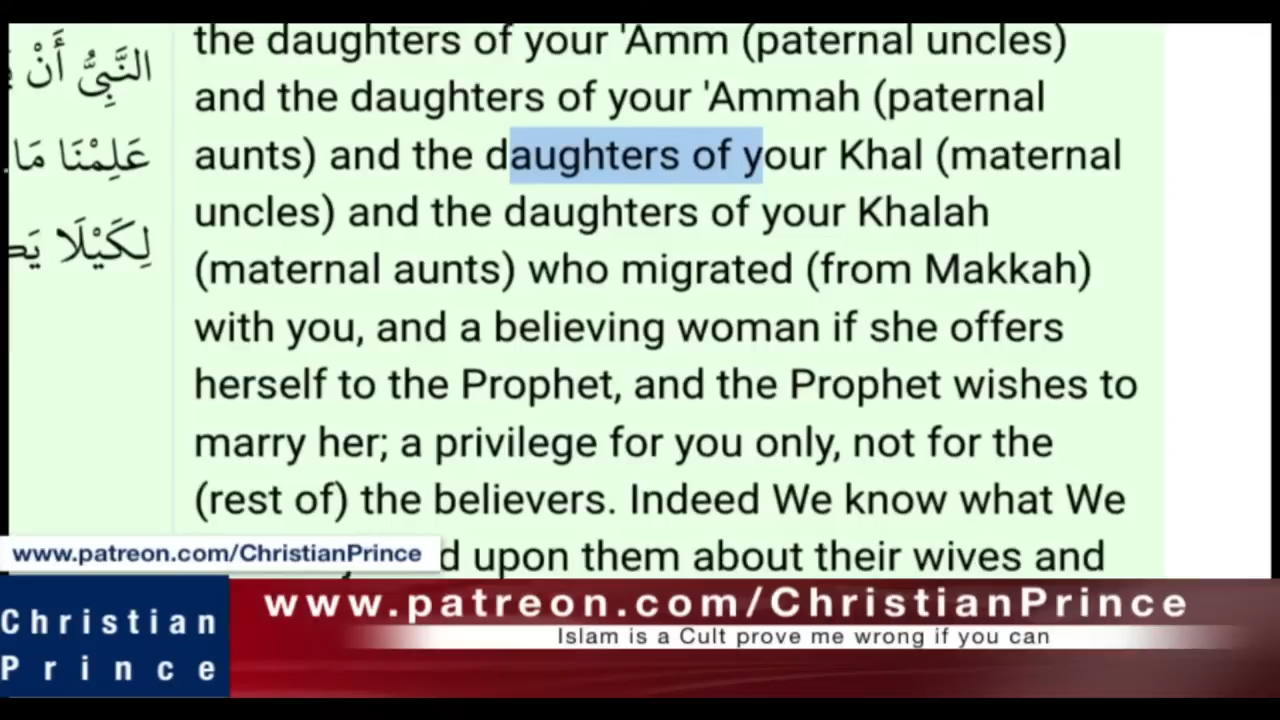 the daughters of your 'Amm (paternal uncles)
and the daughters of your 'Ammah (paternal
aunts) and the daughters of your Khal (maternal
uncles) and the daughters of your Khalah
(maternal aunts) who migrated (from Makkah)
with you, and a believing woman if she offers
herself to the Prophet, and the Prophet wishes to
marry her; a privilege for you only, not for the
(rest of) the believers. Indeed We know what We
upon them about their wives and
النَّبِيُّ أَنْ
عَلِمْنَا مَا
لِكَيْلَا
www.patreon.com/ChristianPrince
Christian
Prince
www.patreon.com/ChristianPrince
Islam is a Cult prove me wrong if you can